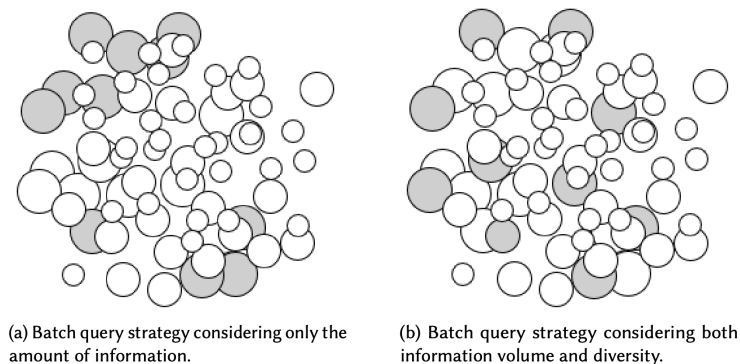 (a) Batch query strategy considering only the
amount of information.
(b) Batch query strategy considering both
information volume and diversity.